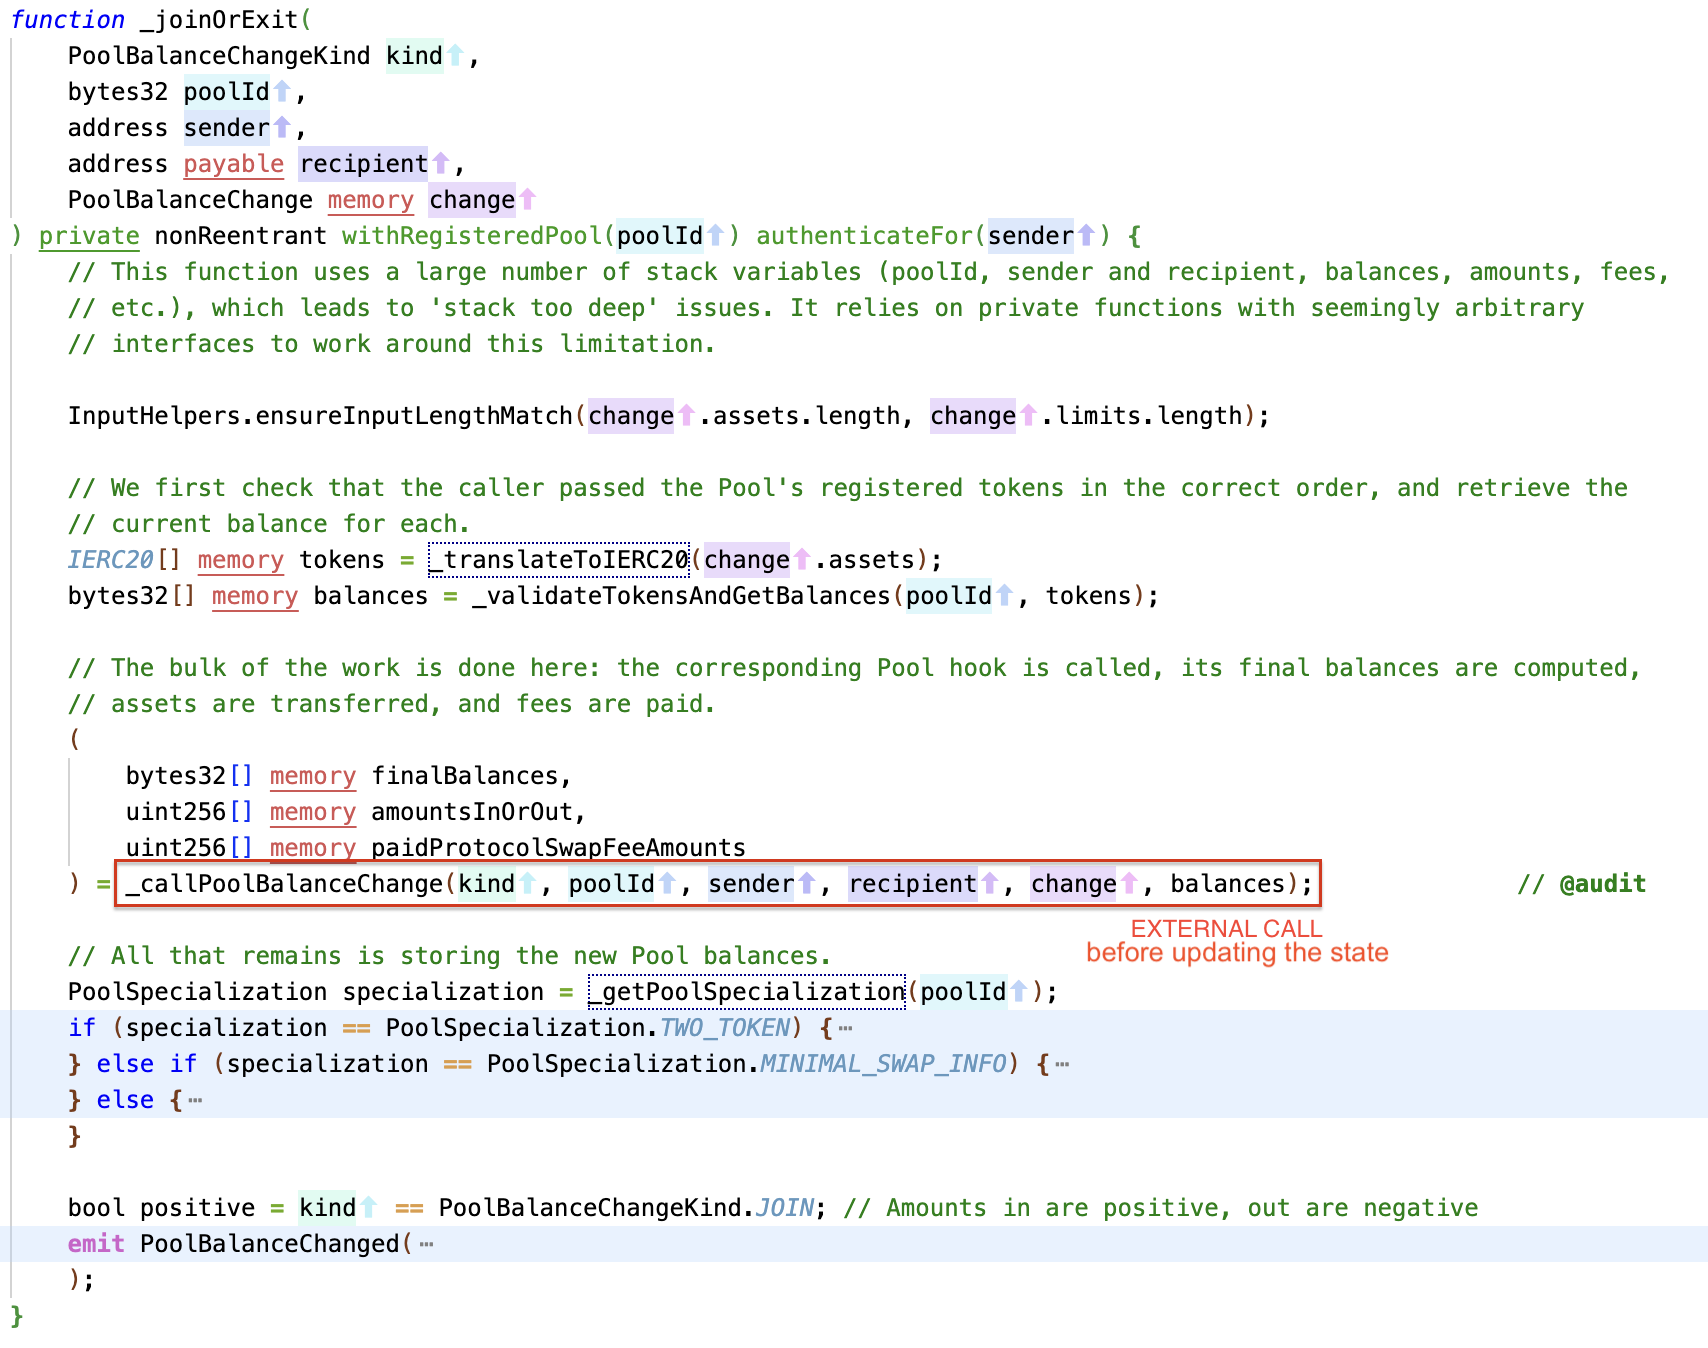 function _joinOrExit(
PoolBalanceChangeKind kind,
bytes32 poolId,
address sender,
address payable recipient,
PoolBalanceChange memory change
) private nonReentrant withRegisteredPool(poolId) authenticateFor(sender) {
// This function uses a large number of stack variables (poolId, sender and recipient, balances, amounts, fees,
// etc.), which leads to 'stack too deep' issues. It relies on private functions with seemingly arbitrary
// interfaces to work around this limitation.
InputHelpers.ensureInputLengthMatch(change.assets.length, change.limits.length);
// We first check that the caller passed the Pool's registered tokens in the correct order, and retrieve the
// current balance for each.
IERC20[] memory tokens = _translateToIERC20(change.assets);
bytes32[] memory balances = _validateTokensAndGetBalances(poolId, tokens);
// The bulk of the work is done here: the corresponding Pool hook is called, its final balances are computed,
// assets are transferred, and fees are paid.
(
bytes32[] memory finalBalances,
uint256[] memory amountsInOrOut,
uint256[] memory paidProtocolSwapFeeAmounts
) = _callPoolBalanceChange(kind, poolId, sender, recipient, change, balances); // @audit
EXTERNAL CALL
before updating the state
// All that remains is storing the new Pool balances.
PoolSpecialization specialization = _getPoolSpecialization(poolId);
if (specialization == PoolSpecialization.TWO_TOKEN) {⋯
} else if (specialization == PoolSpecialization.MINIMAL_SWAP_INFO) {⋯
} else {⋯
}
bool positive = kind == PoolBalanceChangeKind.JOIN; // Amounts in are positive, out are negative
emit PoolBalanceChanged(⋯
);
}